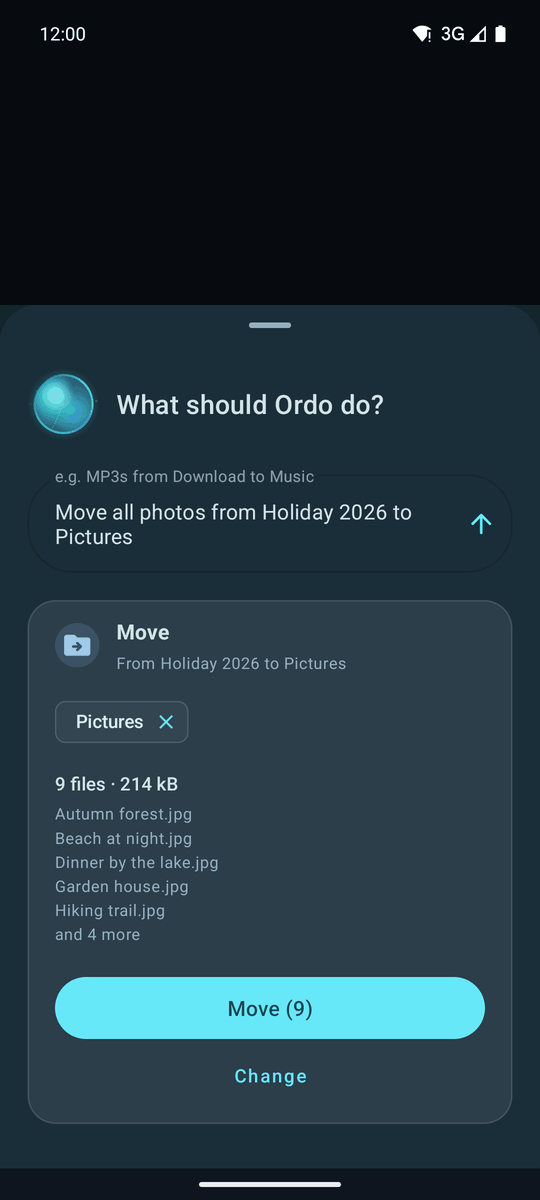 12:00
3G
What should Ordo do?
e.g. MP3s from Download to Music
Move all photos from Holiday 2026 to
Pictures
Move
From Holiday 2026 to Pictures
Pictures
9 files · 214 kB
Autumn forest.jpg
Beach at night.jpg
Dinner by the lake.jpg
Garden house.jpg
Hiking trail.jpg
and 4 more
Move (9)
Change